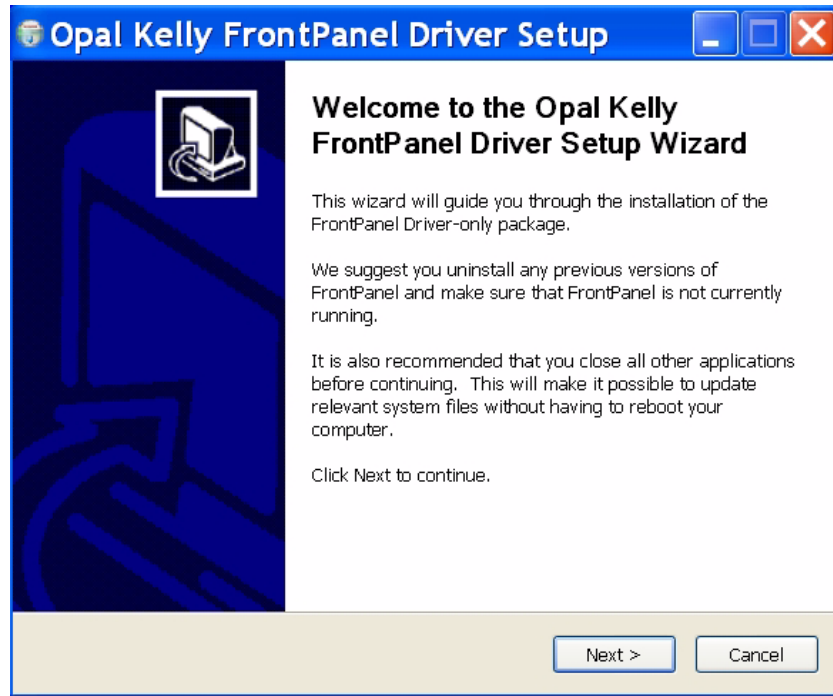 Opal Kelly FrontPanel Driver Setup
Welcome to the Opal Kelly
FrontPanel Driver Setup Wizard
This wizard will guide you through the installation of the
FrontPanel Driver-only package.
We suggest you uninstall any previous versions of
FrontPanel and make sure that FrontPanel is not currently
running.
It is also recommended that you close all other applications
before continuing.  This will make it possible to update
relevant system files without having to reboot your
computer.
Click Next to continue.
Next >
Cancel